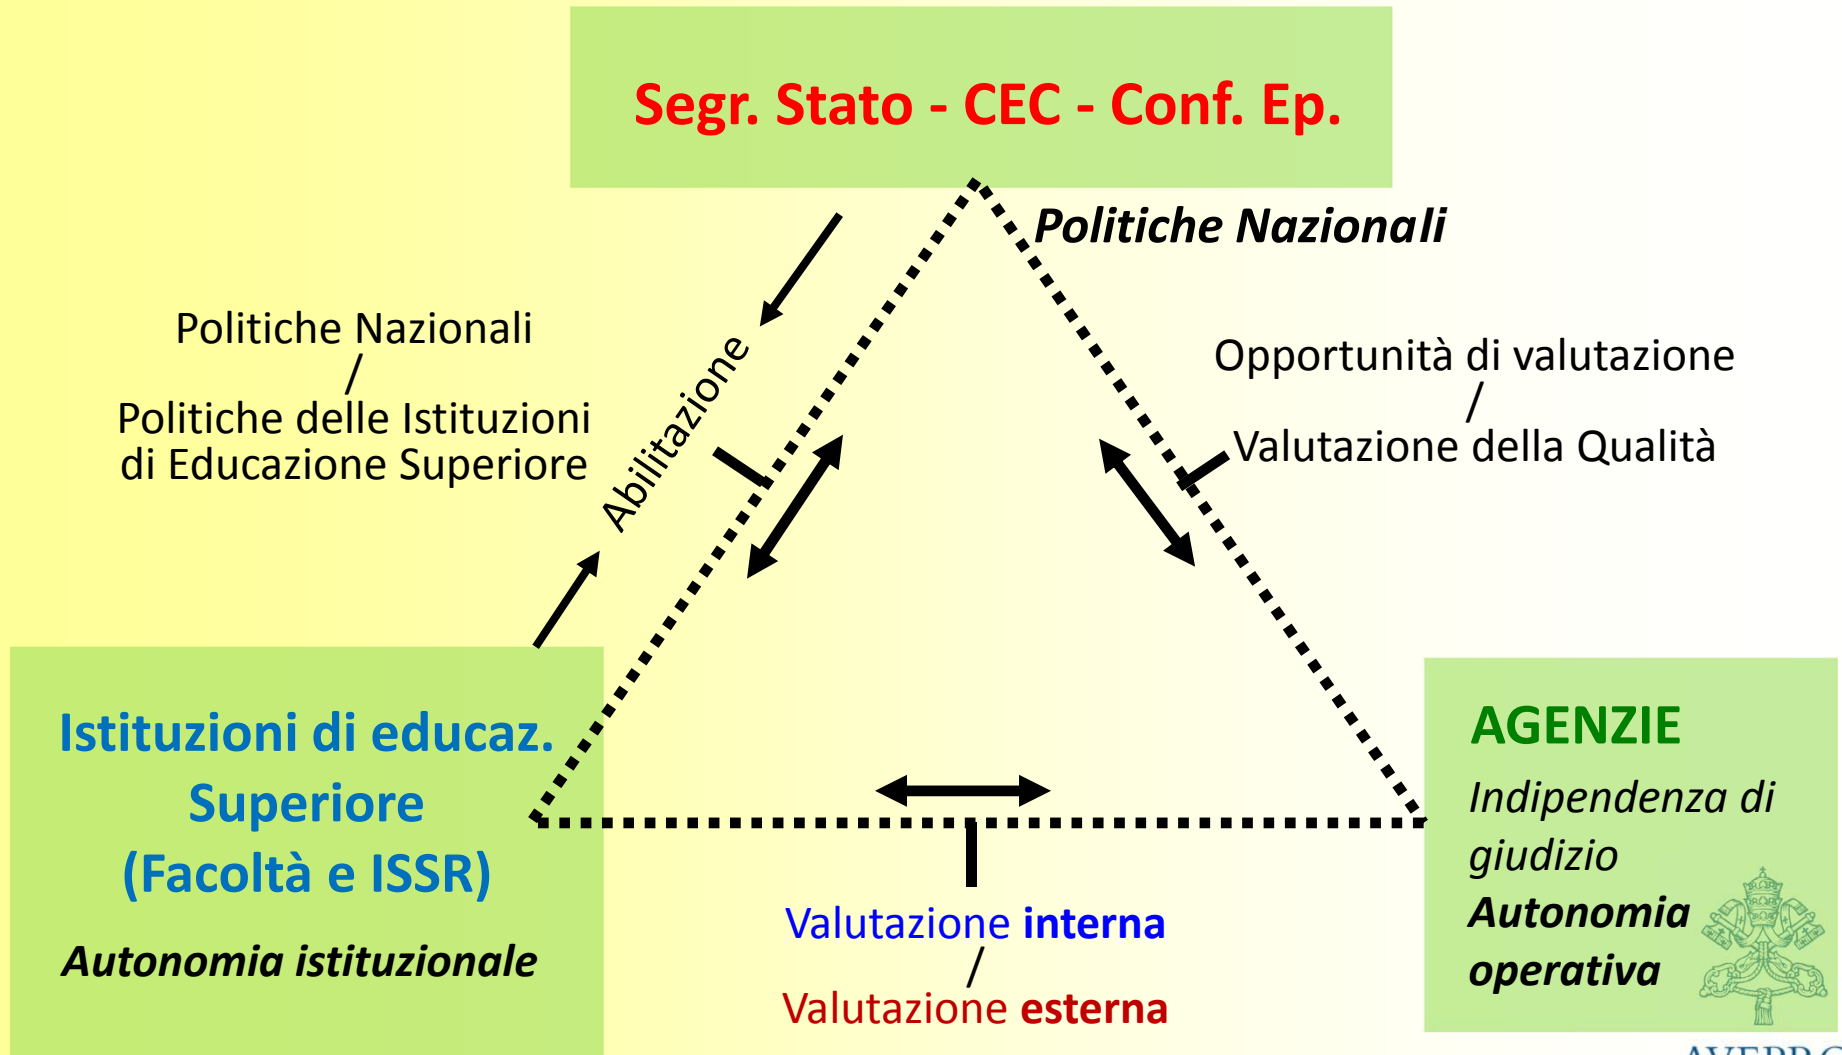 Segr. Stato - CEC - Conf. Ep.
Politiche Nazionali
Politiche Nazionali
/
Politiche delle Istituzioni
di Educazione Superiore
Abilitazione
Opportunità di valutazione
/
Valutazione della Qualità
Istituzioni di educaz.
Superiore
(Facoltà e ISSR)
Autonomia istituzionale
AGENZIE
Indipendenza di
giudizio
Autonomia
operativa
Valutazione interna
/
Valutazione esterna